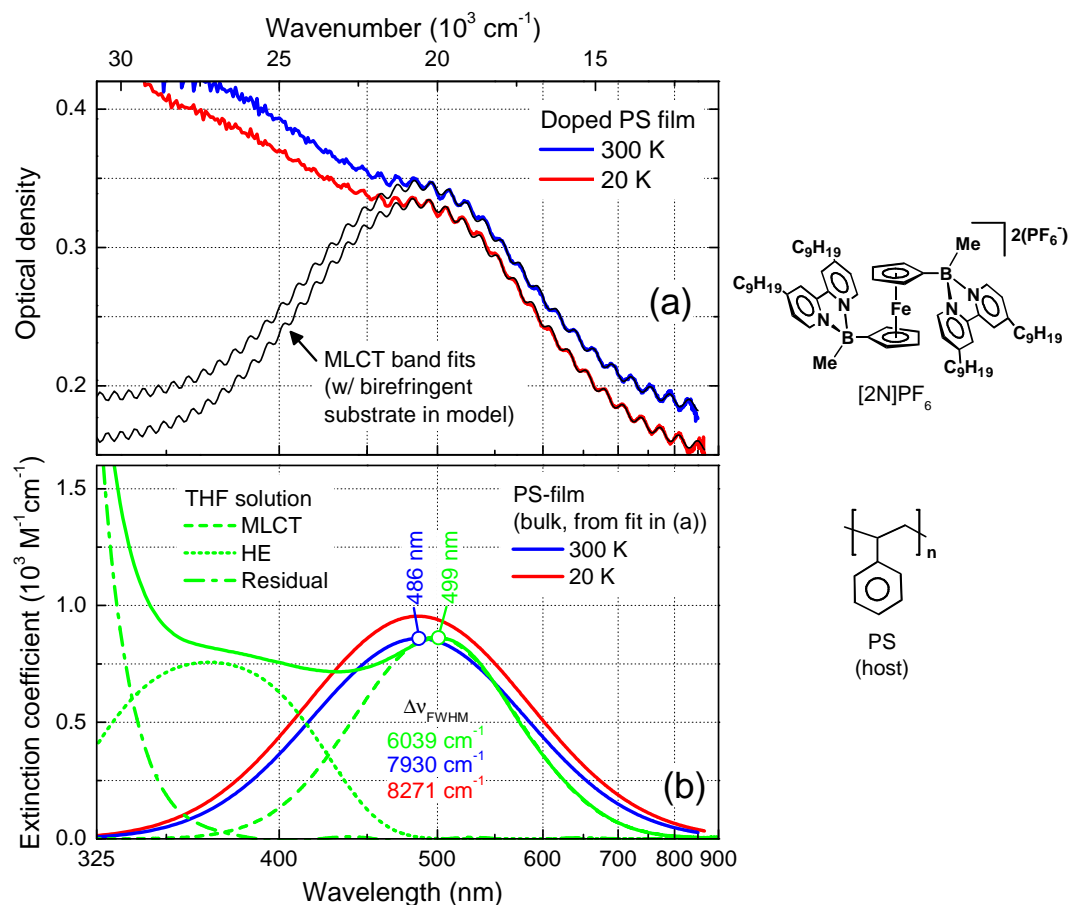 Wavenumber (10³ cm⁻¹)
30 25 20 15
Optical density
0.4
0.3
0.2
Doped PS film
300 K
20 K
(a)
MLCT band fits
(w/ birefringent
substrate in model)
Extinction coefficient (10³ M⁻¹cm⁻¹)
1.5
1.0
0.5
0.0
THF solution
MLCT
HE
Residual
486 nm
499 nm
PS-film
(bulk, from fit in (a))
300 K
20 K
Δν_FWHM
6039 cm⁻¹
7930 cm⁻¹
8271 cm⁻¹
(b)
325 400 500 600 700 800 900
Wavelength (nm)
2(PF₆⁻)
Me
C₉H₁₉
C₉H₁₉
B
N
N
Fe
N
N
B
Me
C₉H₁₉
C₉H₁₉
[2N]PF₆
n
PS
(host)